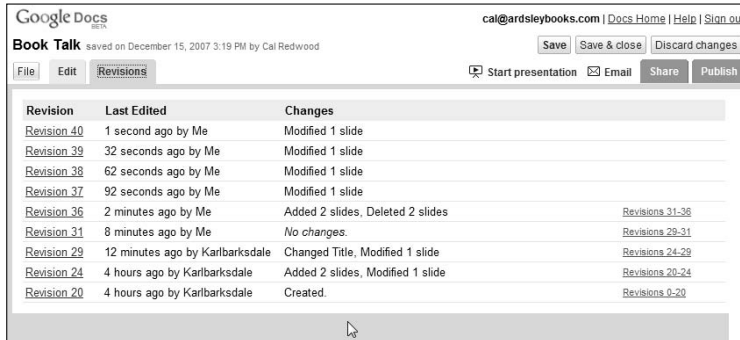 Google Docs
BETA
cal@ardsleybooks.com | Docs Home | Help | Sign ou
Book Talk saved on December 15, 2007 3:19 PM by Cal Redwood
Save Save & close Discard changes
File Edit Revisions Start presentation Email Share Publish
Revision Last Edited Changes
Revision 40 1 second ago by Me Modified 1 slide
Revision 39 32 seconds ago by Me Modified 1 slide
Revision 38 62 seconds ago by Me Modified 1 slide
Revision 37 92 seconds ago by Me Modified 1 slide
Revision 36 2 minutes ago by Me Added 2 slides, Deleted 2 slides Revisions 31-36
Revision 31 8 minutes ago by Me No changes. Revisions 29-31
Revision 29 12 minutes ago by Karlbarksdale Changed Title, Modified 1 slide Revisions 24-29
Revision 24 4 hours ago by Karlbarksdale Added 2 slides, Modified 1 slide Revisions 20-24
Revision 20 4 hours ago by Karlbarksdale Created. Revisions 0-20